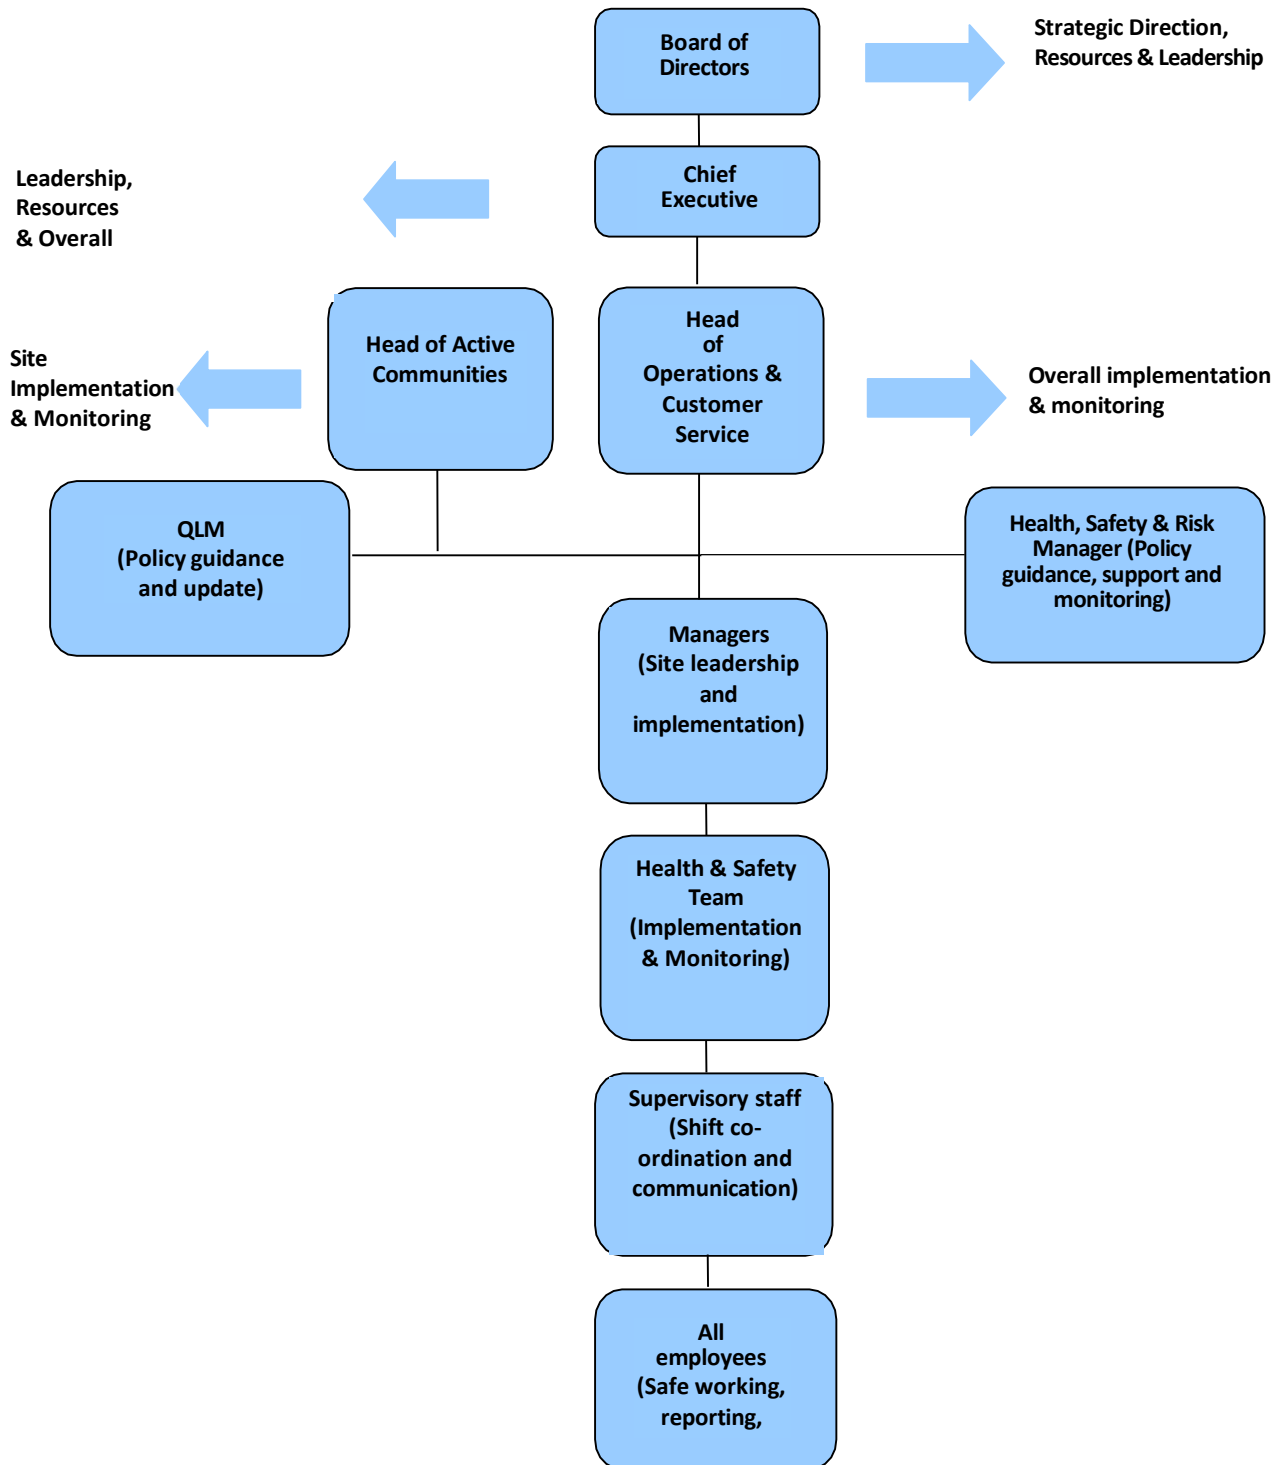 Board of
Directors
Strategic Direction,
Resources & Leadership
Chief
Executive
Leadership,
Resources
& Overall
Head of Active
Communities
Head
of
Operations &
Customer
Service
Site
Implementation
& Monitoring
Overall implementation
& monitoring
QLM
(Policy guidance
and update)
Health, Safety & Risk
Manager (Policy
guidance, support and
monitoring)
Managers
(Site leadership
and
implementation)
Health & Safety
Team
(Implementation
& Monitoring)
Supervisory staff
(Shift co-
ordination and
communication)
All
employees
(Safe working,
reporting,